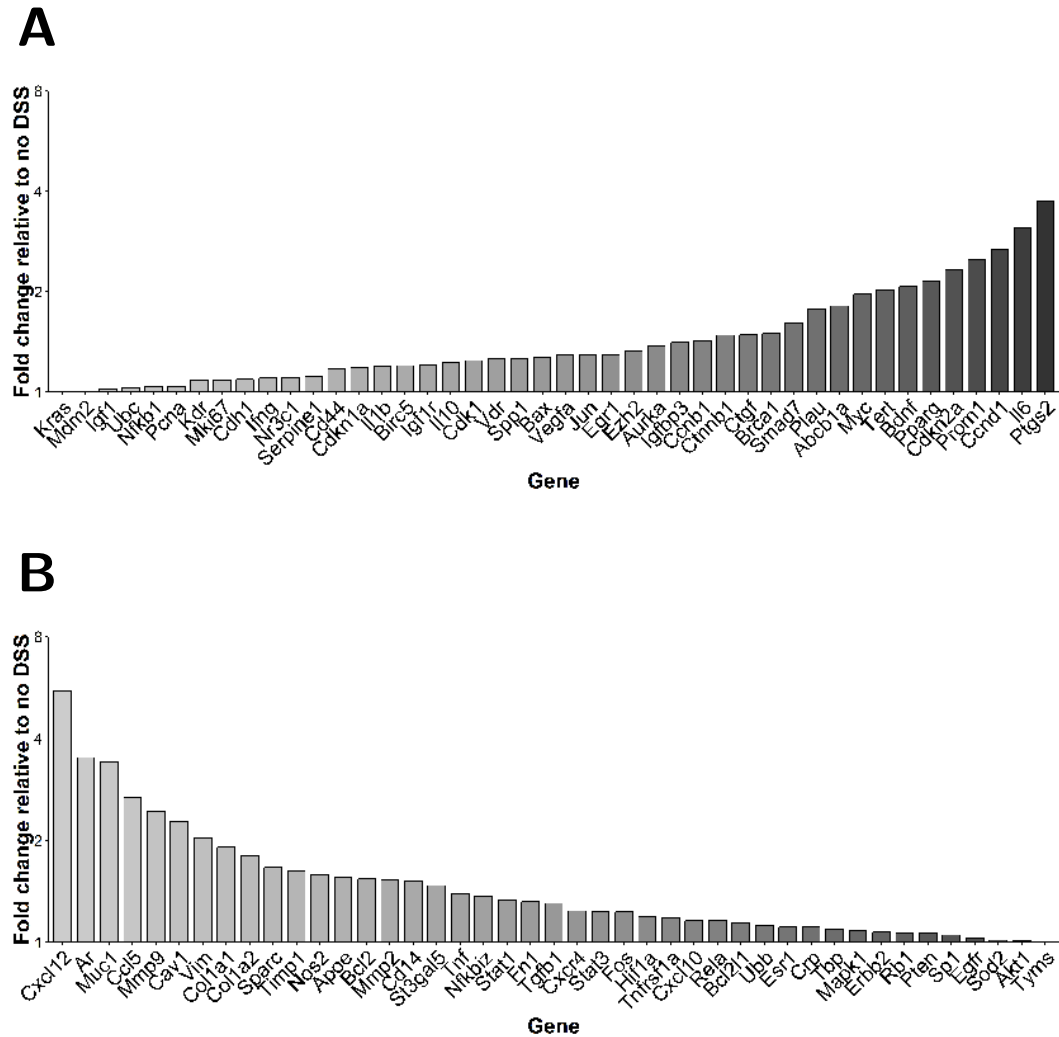 A
Fold change relative to no DSS
8
4
2
1
Kras
Mdm2
Igf1
Ubc
Nfkb1
Pcna
Kdr
Mki67
Cdh1
Ifng
Nr3c1
Serpine1
Cd44
Cdkn1a
Il1b
Birc5
Igf1r
Il10
Cdk1
Vdr
Spp1
Bax
Vegfa
Jun
Egr1
Ezh2
Aurka
Igfbp3
Ccnb1
Ctnnb1
Ctgf
Brca1
Smad7
Plau
Abcb1a
Myc
Tert
Bdnf
Pparg
Cdkn2a
Prom1
Ccnd1
Il6
Ptgs2
Gene
B
Fold change relative to no DSS
8
4
2
1
Cxcl12
Ar
Muc1
Ccl5
Mmp9
Cav1
Vim
Col1a1
Col1a2
Sparc
Timp1
Nos2
Apoe
Bcl2
Mmp2
Cd14
St3gal5
Tnf
Nfkbiz
Stat1
Fn1
Tgfb1
Cxcr4
Stat3
Fos
Hif1a
Tnfrsf1a
Cxcl10
Rela
Bcl2l1
Esr1
Crp
Tbp
Mapk1
Erbb2
Rb1
Pten
Sp1
Egfr
Sod2
Akt1
Tyms
Gene